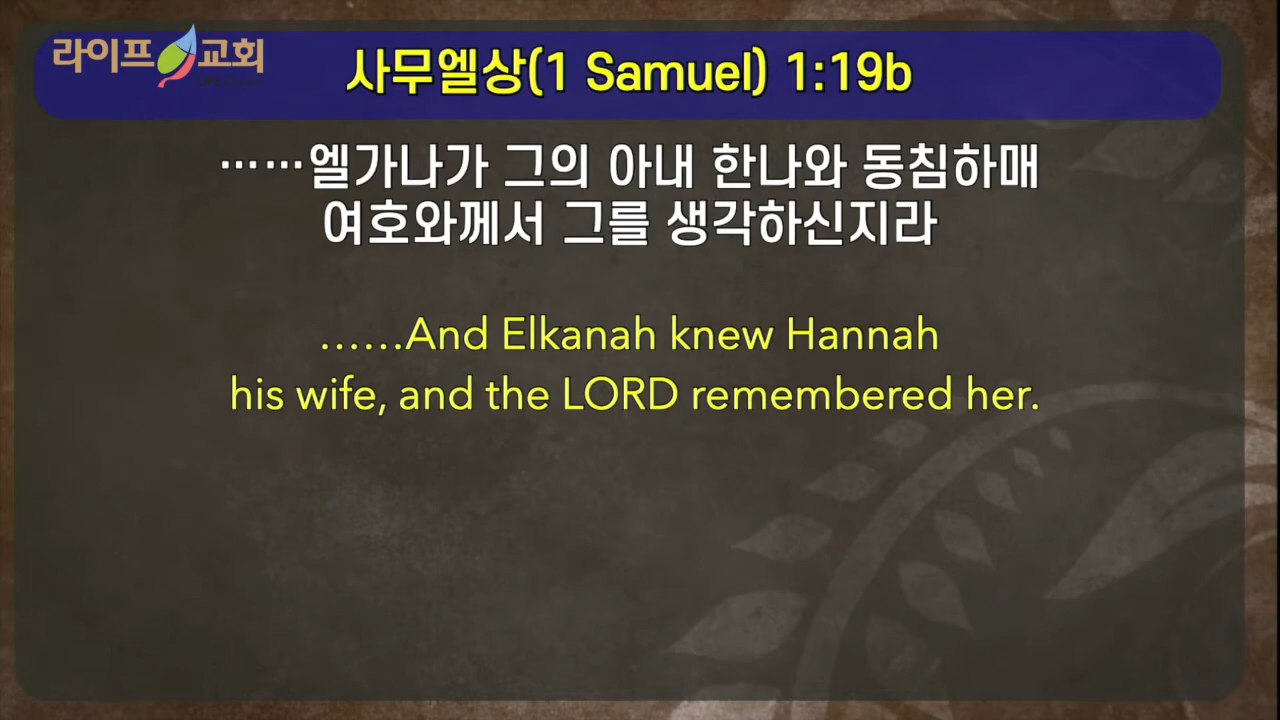 라이프교회
사무엘상(1 Samuel) 1:19b
……엘가나가 그의 아내 한나와 동침하매
여호와께서 그를 생각하신지라
……And Elkanah knew Hannah
his wife, and the LORD remembered her.